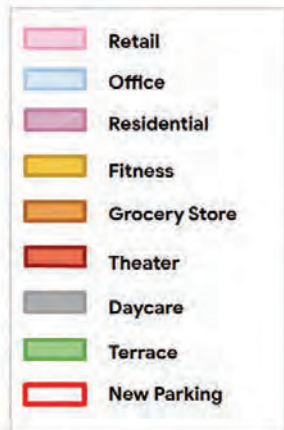 Retail
Office
Residential
Fitness
Grocery Store
Theater
Daycare
Terrace
New Parking